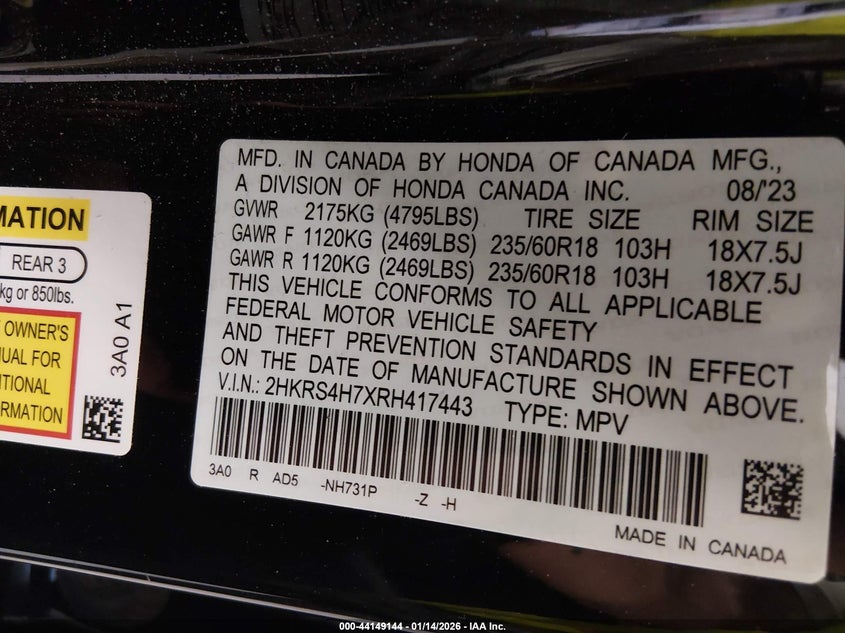 MATION
REAR 3
kg or 850lbs.
OWNER'S
UAL FOR
ITIONAL
ORMATION
3A0 A1
MFD. IN CANADA BY HONDA OF CANADA MFG.,
A DIVISION OF HONDA CANADA INC. 08/'23
GVWR 2175KG (4795LBS) TIRE SIZE RIM SIZE
GAWR F 1120KG (2469LBS) 235/60R18 103H 18X7.5J
GAWR R 1120KG (2469LBS) 235/60R18 103H 18X7.5J
THIS VEHICLE CONFORMS TO ALL APPLICABLE
FEDERAL MOTOR VEHICLE SAFETY
AND THEFT PREVENTION STANDARDS IN EFFECT
ON THE DATE OF MANUFACTURE SHOWN ABOVE.
V.I.N.: 2HKRS4H7XRH417443 TYPE: MPV
3A0 R AD5 -NH731P -Z -H
MADE IN CANADA
000-44149144 - 01/14/2026 - IAA Inc.